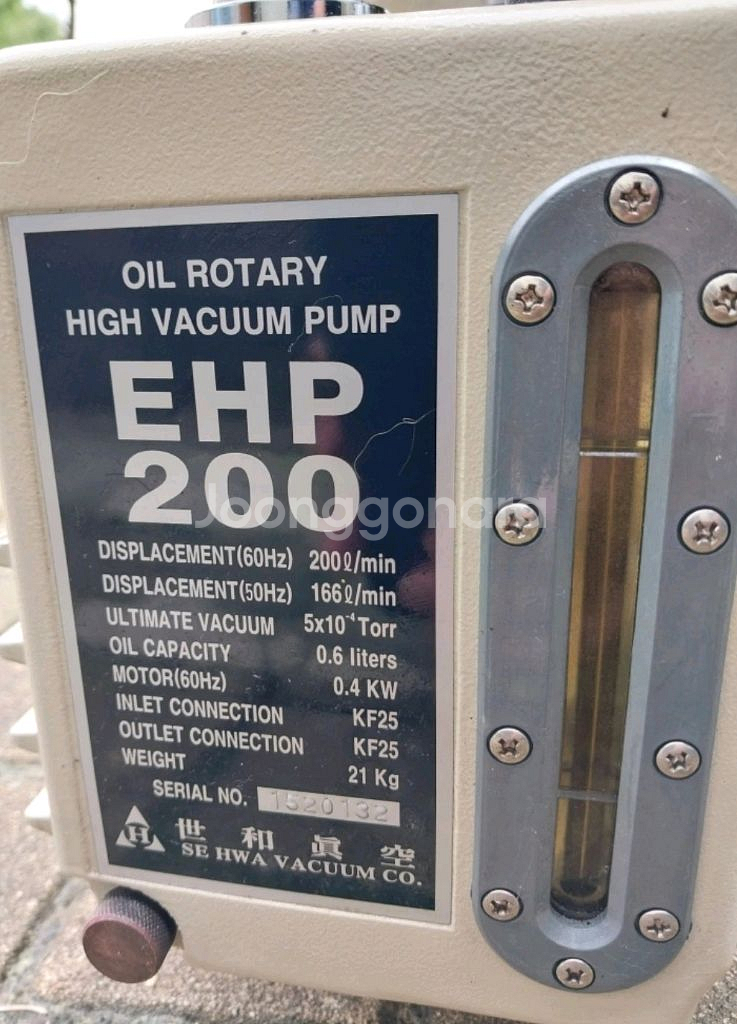 OIL ROTARY
HIGH VACUUM PUMP
EHP
200
Joonggonara
DISPLACEMENT(60Hz) 200ℓ/min
DISPLACEMENT(50Hz) 166ℓ/min
ULTIMATE VACUUM 5x10⁻⁴Torr
OIL CAPACITY 0.6 liters
MOTOR(60Hz) 0.4 KW
INLET CONNECTION KF25
OUTLET CONNECTION KF25
WEIGHT 21 Kg
SERIAL NO. 1520132
H 世和眞空
SE HWA VACUUM CO.